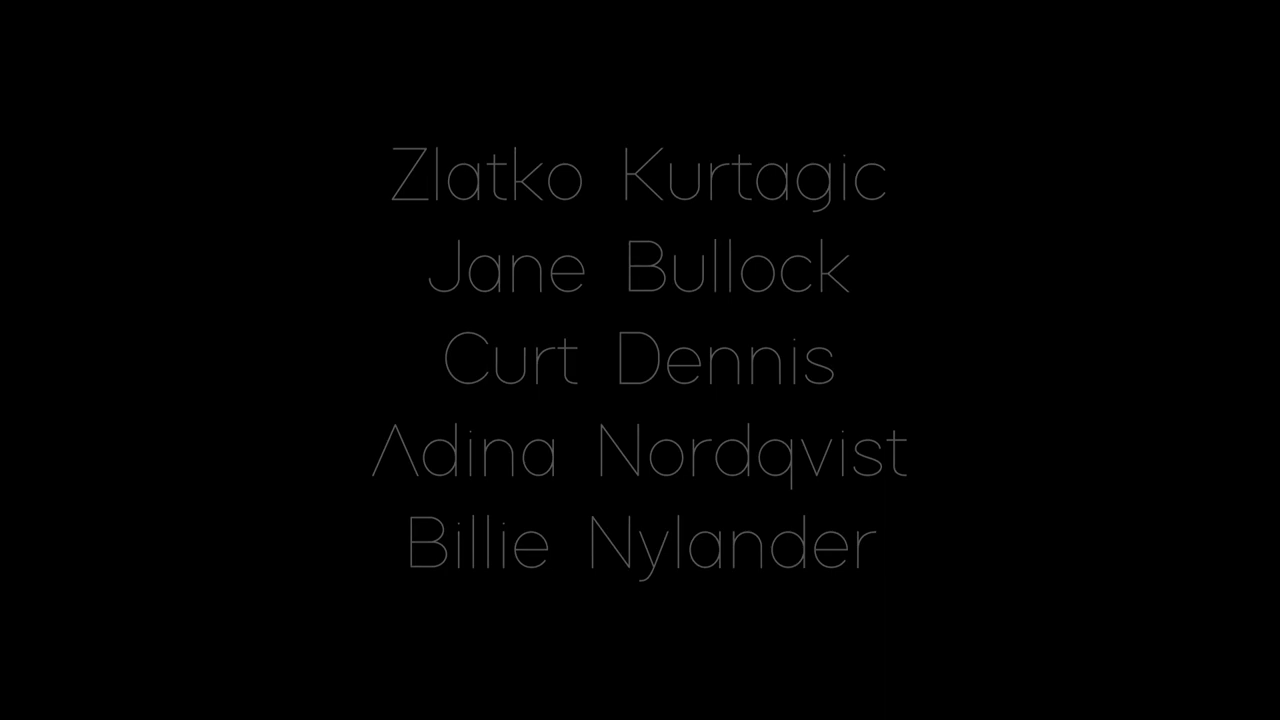 Zlatko Kurtagic
Jane Bullock
Curt Dennis
Adina Nordqvist
Billie Nylander